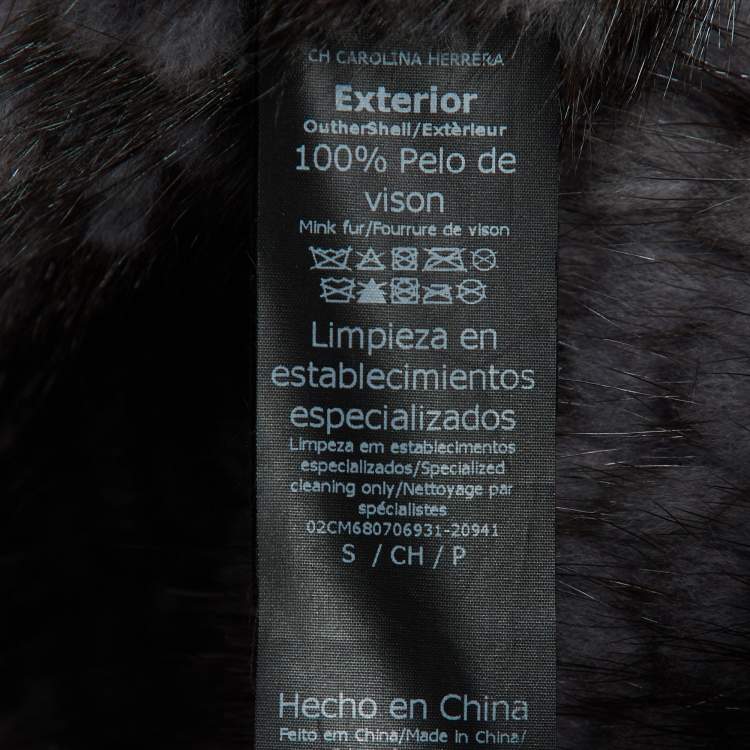 CH CAROLINA HERRERA
Exterior
OutherShell/Extèrieur
100% Pelo de
vison
Mink fur/Fourrure de vison
Limpieza en
establecimientos
especializados
Limpeza em establecimentos
especializados/Specialized
cleaning only/Nettoyage par
spécialistes
02CM680706931-20941
S / CH / P
Hecho en China
Feito em China/Made in China/